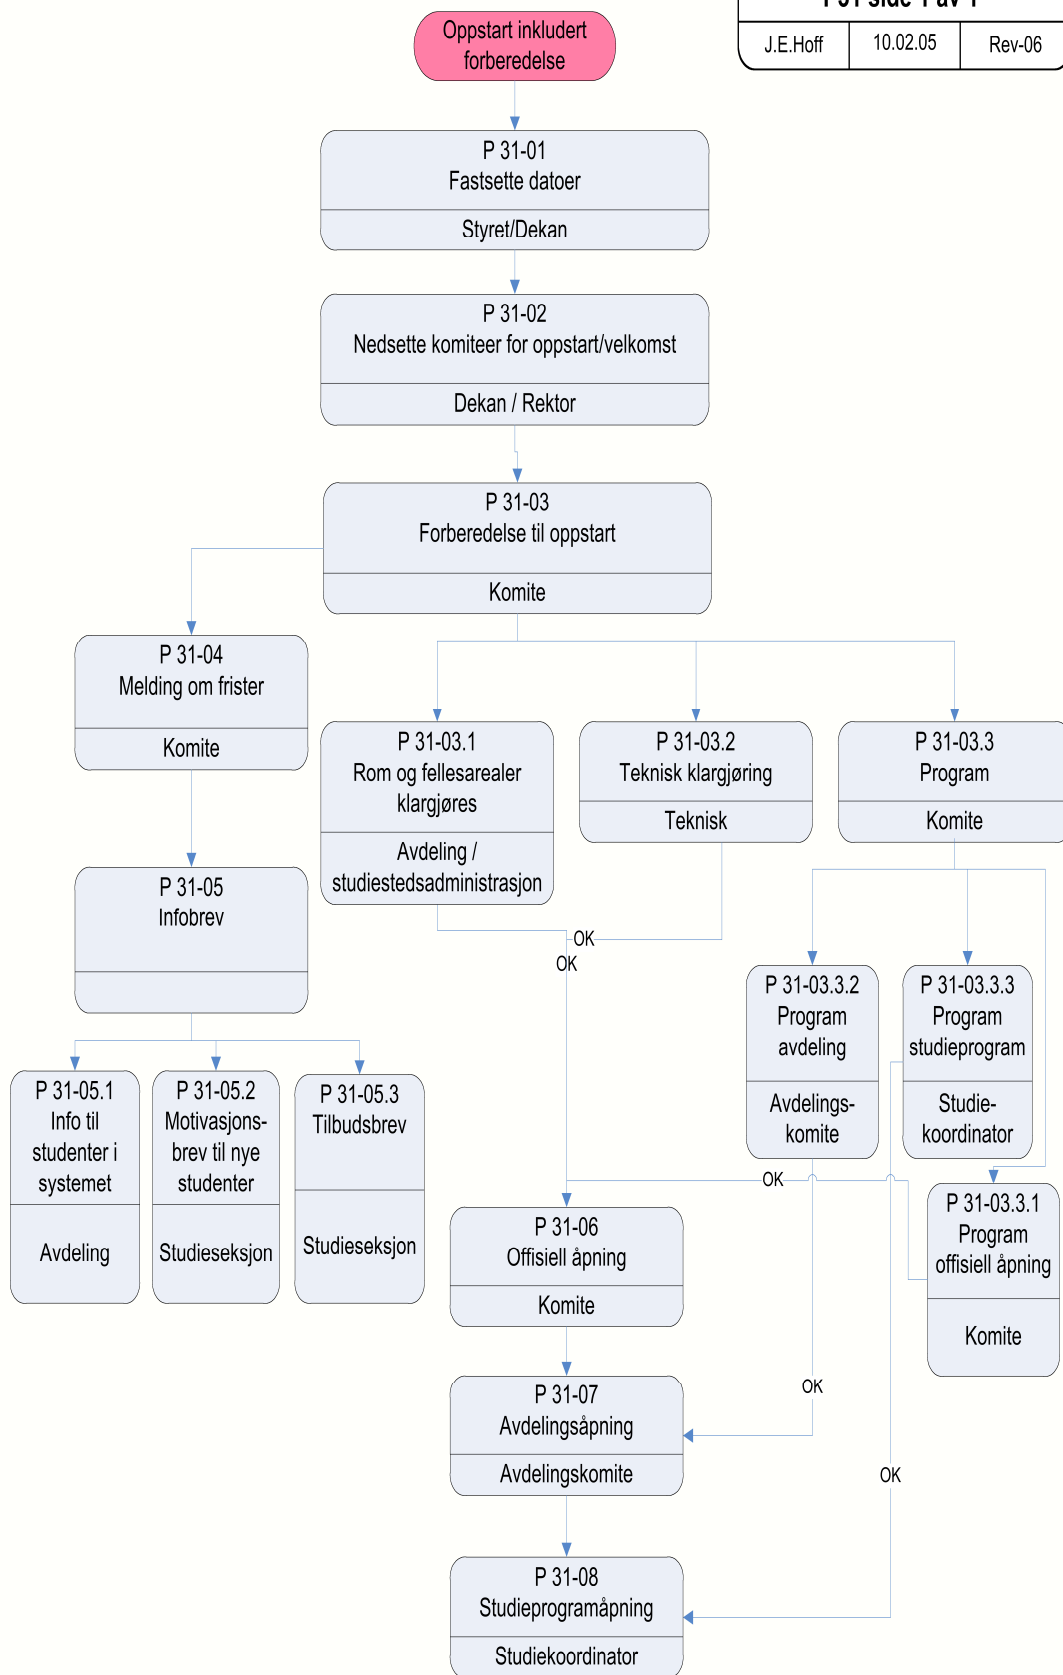 P31 side 1 av 1
J.E.Hoff
10.02.05
Rev-06
Oppstart inkludert
forberedelse
P 31-01
Fastsette datoer
Styret/Dekan
P 31-02
Nedsette komiteer for oppstart/velkomst
Dekan / Rektor
P 31-03
Forberedelse til oppstart
Komite
P 31-04
Melding om frister
Komite
P 31-03.1
Rom og fellesarealer
klargjøres
Avdeling /
studiestedsadministrasjon
P 31-03.2
Teknisk klargjøring
Teknisk
P 31-03.3
Program
Komite
P 31-05
Infobrev
OK
OK
P 31-03.3.2
Program
avdeling
Avdelings-
komite
P 31-03.3.3
Program
studieprogram
Studie-
koordinator
P 31-05.1
Info til
studenter i
systemet
Avdeling
P 31-05.2
Motivasjons-
brev til nye
studenter
Studieseksjon
P 31-05.3
Tilbudsbrev
Studieseksjon
OK
P 31-03.3.1
Program
offisiell åpning
Komite
P 31-06
Offisiell åpning
Komite
OK
P 31-07
Avdelingsåpning
Avdelingskomite
OK
P 31-08
Studieprogramåpning
Studiekoordinator